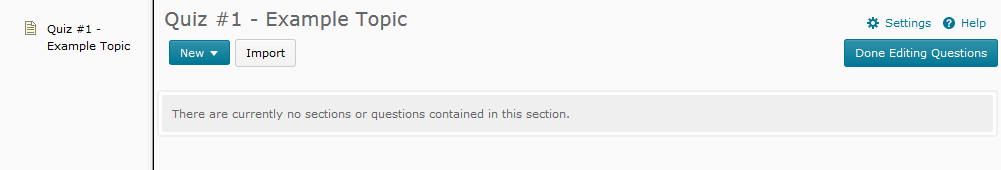 Quiz #1 -
Example Topic
Quiz #1 - Example Topic
Settings Help
New Import
Done Editing Questions
There are currently no sections or questions contained in this section.